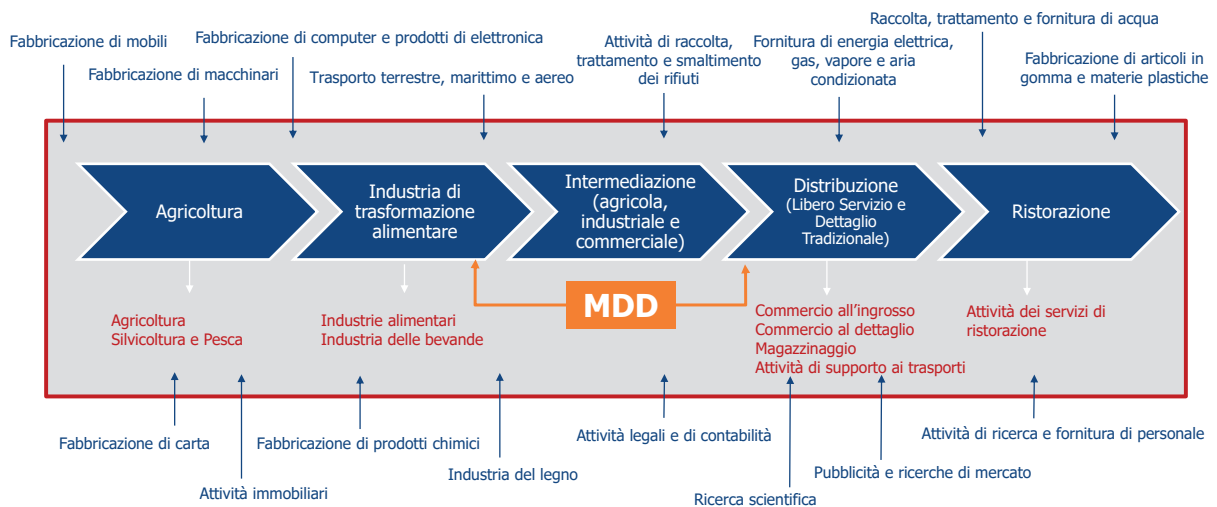 Raccolta, trattamento e fornitura di acqua
Fabbricazione di mobili
Fabbricazione di computer e prodotti di elettronica
Attività di raccolta,
trattamento e smaltimento
dei rifiuti
Fornitura di energia elettrica,
gas, vapore e aria
condizionata
Fabbricazione di articoli in
gomma e materie plastiche
Fabbricazione di macchinari
Trasporto terrestre, marittimo e aereo
Agricoltura
Industria di
trasformazione
alimentare
Intermediazione
(agricola,
industriale e
commerciale)
Distribuzione
(Libero Servizio e
Dettaglio
Tradizionale)
Ristorazione
MDD
Agricoltura
Silvicoltura e Pesca
Industrie alimentari
Industria delle bevande
Commercio all’ingrosso
Commercio al dettaglio
Magazzinaggio
Attività di supporto ai trasporti
Attività dei servizi di
ristorazione
Fabbricazione di carta
Fabbricazione di prodotti chimici
Attività legali e di contabilità
Attività di ricerca e fornitura di personale
Industria del legno
Pubblicità e ricerche di mercato
Attività immobiliari
Ricerca scientifica